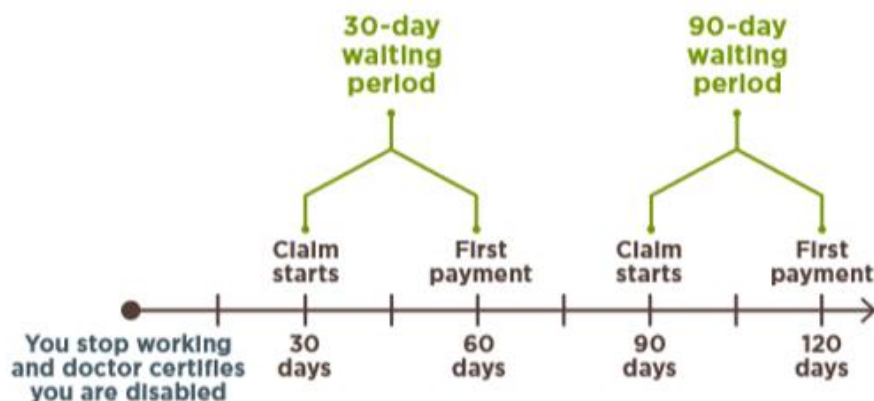 30-day
waiting
period
90-day
waiting
period
Claim
starts
First
payment
Claim
starts
First
payment
You stop working
and doctor certifies
you are disabled
30
days
60
days
90
days
120
days